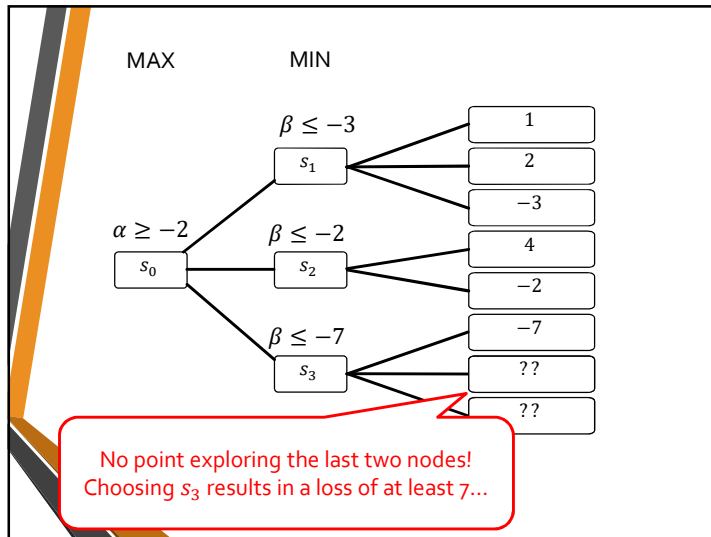 MAX MIN
β ≤ −3
1
s₁
2
−3
α ≥ −2
β ≤ −2
4
s₀
s₂
−2
β ≤ −7
−7
s₃
??
??
No point exploring the last two nodes!
Choosing s₃ results in a loss of at least 7...